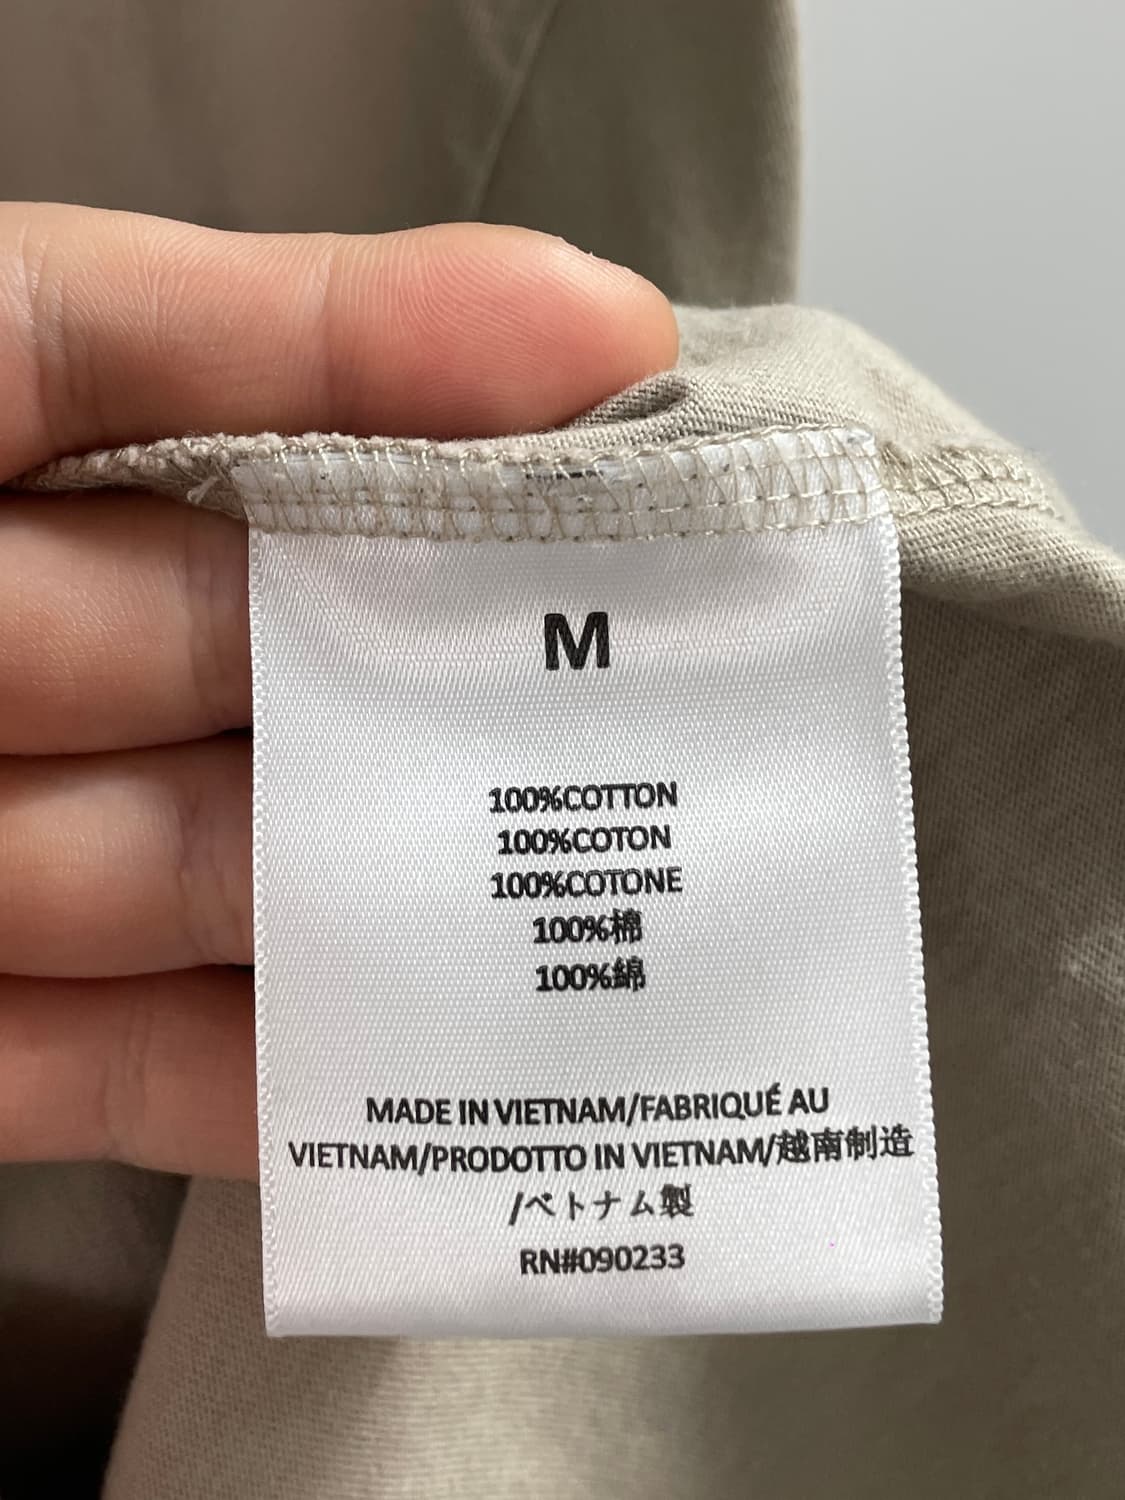 M
100%COTTON
100%COTON
100%COTONE
100%棉
100%綿
MADE IN VIETNAM/FABRIQUÉ AU
VIETNAM/PRODOTTO IN VIETNAM/越南制造
/ベトナム製
RN#090233